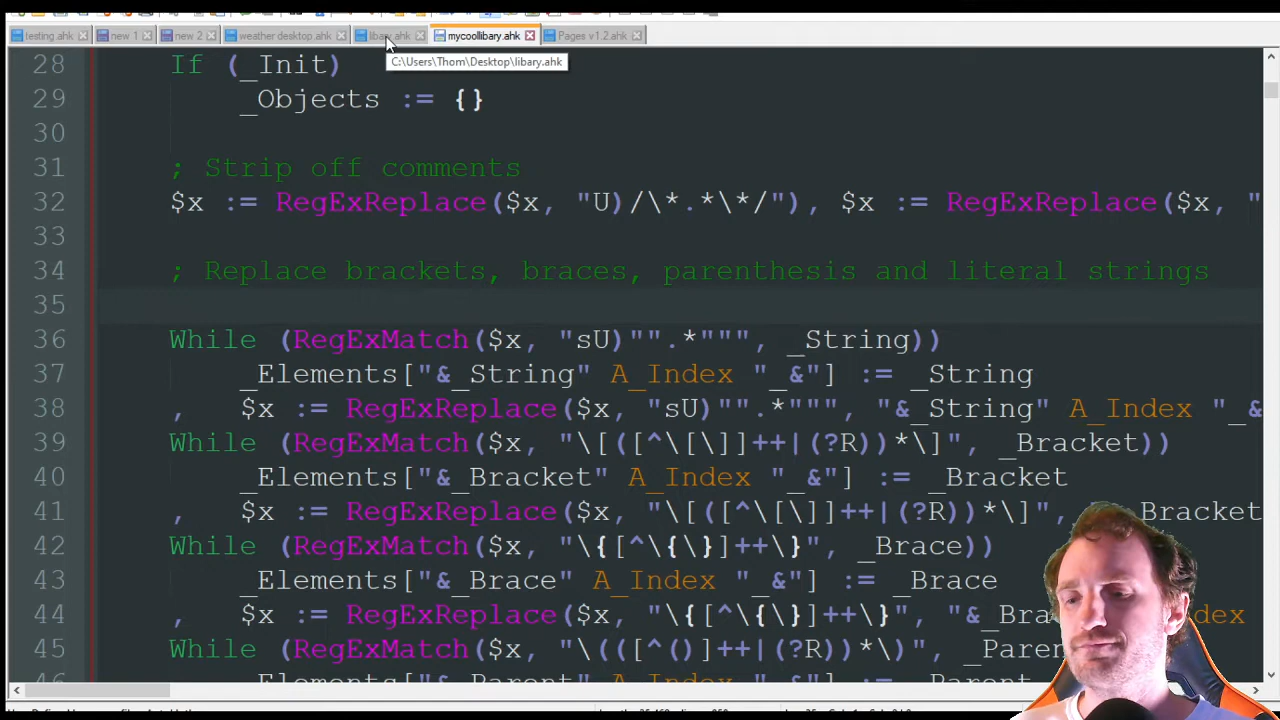 testing.ahk new 1 new 2 weather desktop.ahk libary.ahk mycoollibary.ahk Pages v1.2.ahk
C:\Users\Thom\Desktop\libary.ahk
28 If (_Init)
29 _Objects := {}
30
31 ; Strip off comments
32 $x := RegExReplace($x, "U)/\*.*\*/"), $x := RegExReplace($x, "
33
34 ; Replace brackets, braces, parenthesis and literal strings
35
36 While (RegExMatch($x, "sU)"".*""", _String))
37 _Elements["&_String" A_Index "_&"] := _String
38 , $x := RegExReplace($x, "sU)"".*""", "&_String" A_Index "_&
39 While (RegExMatch($x, "\[([^\[\]]++|(?R))*\]", _Bracket))
40 _Elements["&_Bracket" A_Index "_&"] := _Bracket
41 , $x := RegExReplace($x, "\[([^\[\]]++|(?R))*\]", Bracket
42 While (RegExMatch($x, "\{[^\{\}]++\}", _Brace))
43 _Elements["&_Brace" A_Index "_&"] := _Brace
44 , $x := RegExReplace($x, "\{[^\{\}]++\}", "&_Bra ndex
45 While (RegExMatch($x, "\(([^()]++|(?R))*\)", _Paren